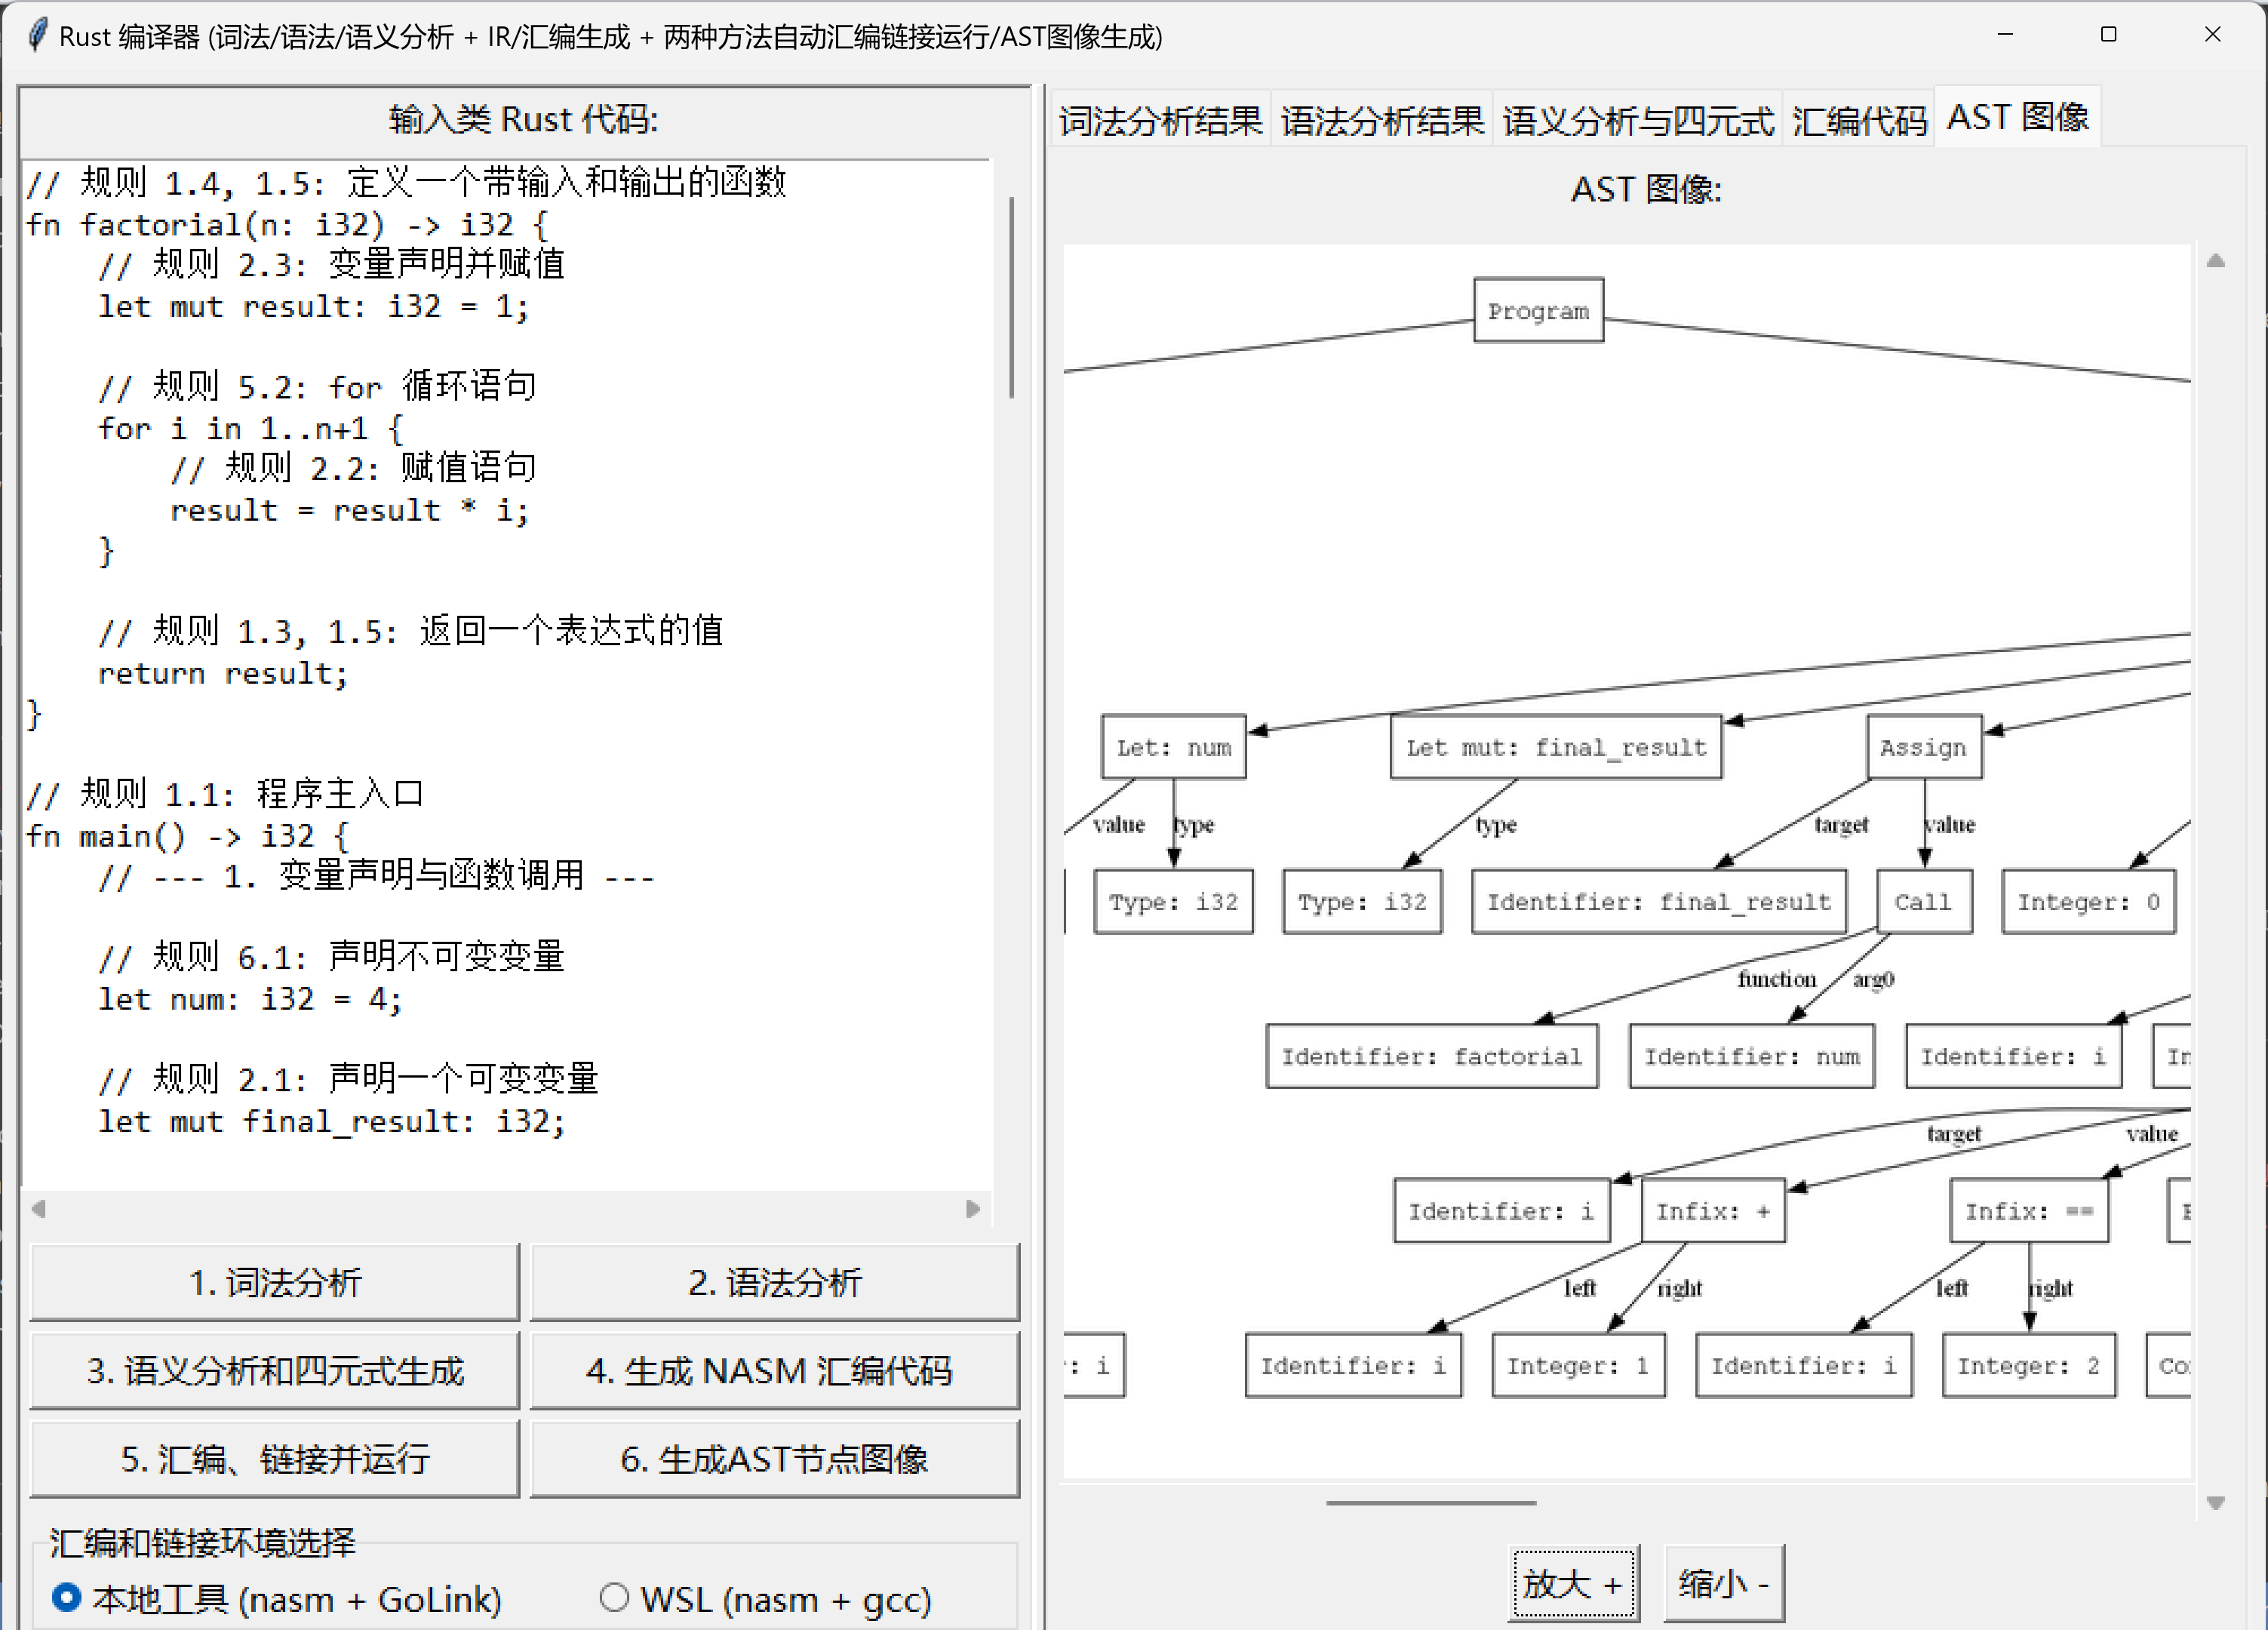 Rust 编译器 (词法/语法/语义分析 + IR/汇编生成 + 两种方法自动汇编链接运行/AST图像生成)
输入类 Rust 代码:
// 规则 1.4, 1.5: 定义一个带输入和输出的函数
fn factorial(n: i32) -> i32 {
    // 规则 2.3: 变量声明并赋值
    let mut result: i32 = 1;
    // 规则 5.2: for 循环语句
    for i in 1..n+1 {
        // 规则 2.2: 赋值语句
        result = result * i;
    }
    // 规则 1.3, 1.5: 返回一个表达式的值
    return result;
}
// 规则 1.1: 程序主入口
fn main() -> i32 {
    // --- 1. 变量声明与函数调用 ---
    // 规则 6.1: 声明不可变变量
    let num: i32 = 4;
    // 规则 2.1: 声明一个可变变量
    let mut final_result: i32;
1. 词法分析
2. 语法分析
3. 语义分析和四元式生成
4. 生成 NASM 汇编代码
5. 汇编、链接并运行
6. 生成AST节点图像
汇编和链接环境选择
本地工具 (nasm + GoLink)
WSL (nasm + gcc)
词法分析结果
语法分析结果
语义分析与四元式
汇编代码
AST 图像
AST 图像:
Program
Let: num
Let mut: final_result
Assign
value
type
type
target
value
Type: i32
Type: i32
Identifier: final_result
Call
Integer: 0
function
arg0
Identifier: factorial
Identifier: num
Identifier: i
In
target
value
Identifier: i
Infix: +
Infix: ==
left
right
left
right
: i
Identifier: i
Integer: 1
Identifier: i
Integer: 2
Co
放大 +
缩小 -